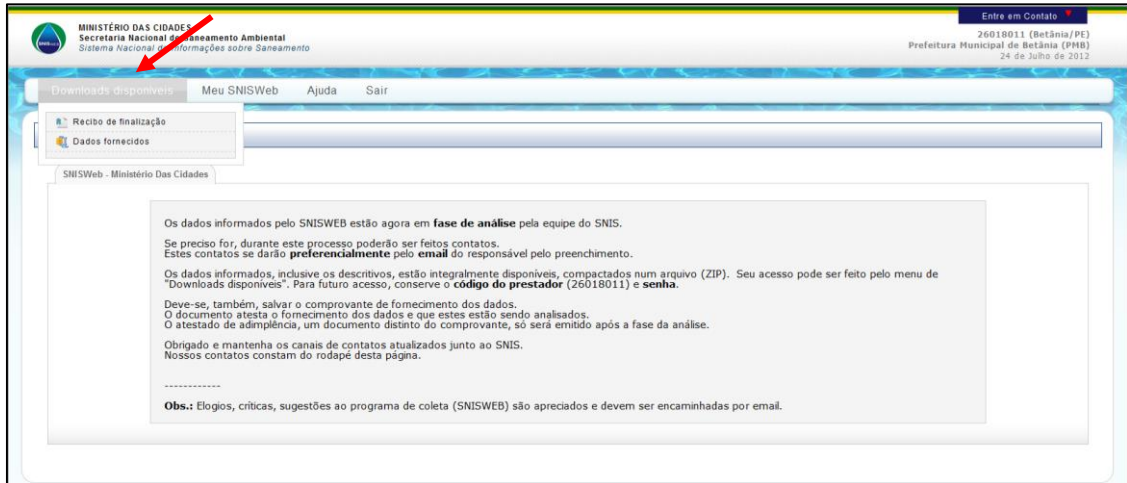 Entre em Contato
MINISTÉRIO DAS CIDADES
Secretaria Nacional de Saneamento Ambiental
Sistema Nacional de Informações sobre Saneamento
26018011 (Betânia/PE)
Prefeitura Municipal de Betânia (PMB)
24 de Julho de 2012
Downloads disponíveis Meu SNISWeb Ajuda Sair
Recibo de finalização
Dados fornecidos
SNISWeb - Ministério Das Cidades
Os dados informados pelo SNISWEB estão agora em fase de análise pela equipe do SNIS.
Se preciso for, durante este processo poderão ser feitos contatos.
Estes contatos se darão preferencialmente pelo email do responsável pelo preenchimento.
Os dados informados, inclusive os descritivos, estão integralmente disponíveis, compactados num arquivo (ZIP). Seu acesso pode ser feito pelo menu de
"Downloads disponíveis". Para futuro acesso, conserve o código do prestador (26018011) e senha.
Deve-se, também, salvar o comprovante de fornecimento dos dados.
O documento atesta o fornecimento dos dados e que estes estão sendo analisados.
O atestado de adimplência, um documento distinto do comprovante, só será emitido após a fase da análise.
Obrigado e mantenha os canais de contatos atualizados junto ao SNIS.
Nossos contatos constam do rodapé desta página.
------------
Obs.: Elogios, críticas, sugestões ao programa de coleta (SNISWEB) são apreciados e devem ser encaminhadas por email.